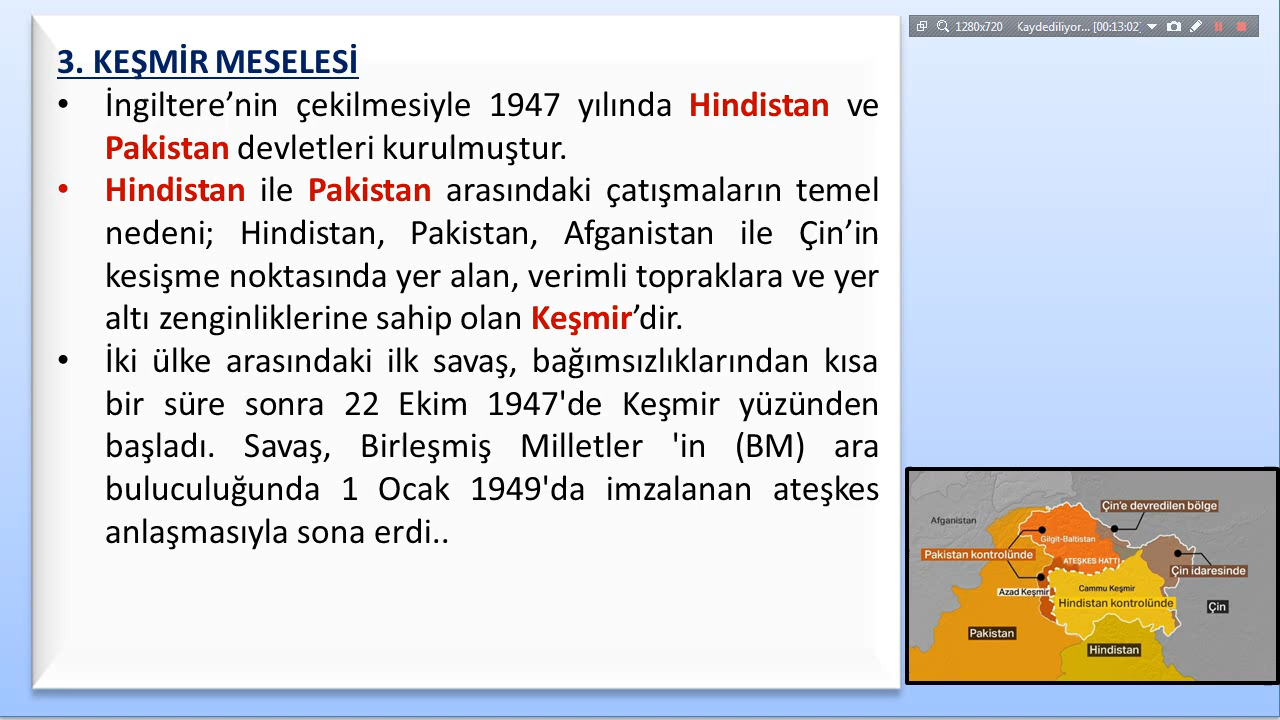 3. KEŞMİR MESELESİ
• İngiltere’nin çekilmesiyle 1947 yılında Hindistan ve
Pakistan devletleri kurulmuştur.
• Hindistan ile Pakistan arasındaki çatışmaların temel
nedeni; Hindistan, Pakistan, Afganistan ile Çin’in
kesişme noktasında yer alan, verimli topraklara ve yer
altı zenginliklerine sahip olan Keşmir’dir.
• İki ülke arasındaki ilk savaş, bağımsızlıklarından kısa
bir süre sonra 22 Ekim 1947'de Keşmir yüzünden
başladı. Savaş, Birleşmiş Milletler 'in (BM) ara
buluculuğunda 1 Ocak 1949'da imzalanan ateşkes
anlaşmasıyla sona erdi..
1280x720 Kaydediliyor... [00:13:02]
Çin'e devredilen bölge
Afganistan
Gilgit-Baltistan
Pakistan kontrolünde
ATEŞKES HATTI
Çin idaresinde
Azad Keşmir
Cammu Keşmir
Hindistan kontrolünde
Çin
Pakistan
Hindistan